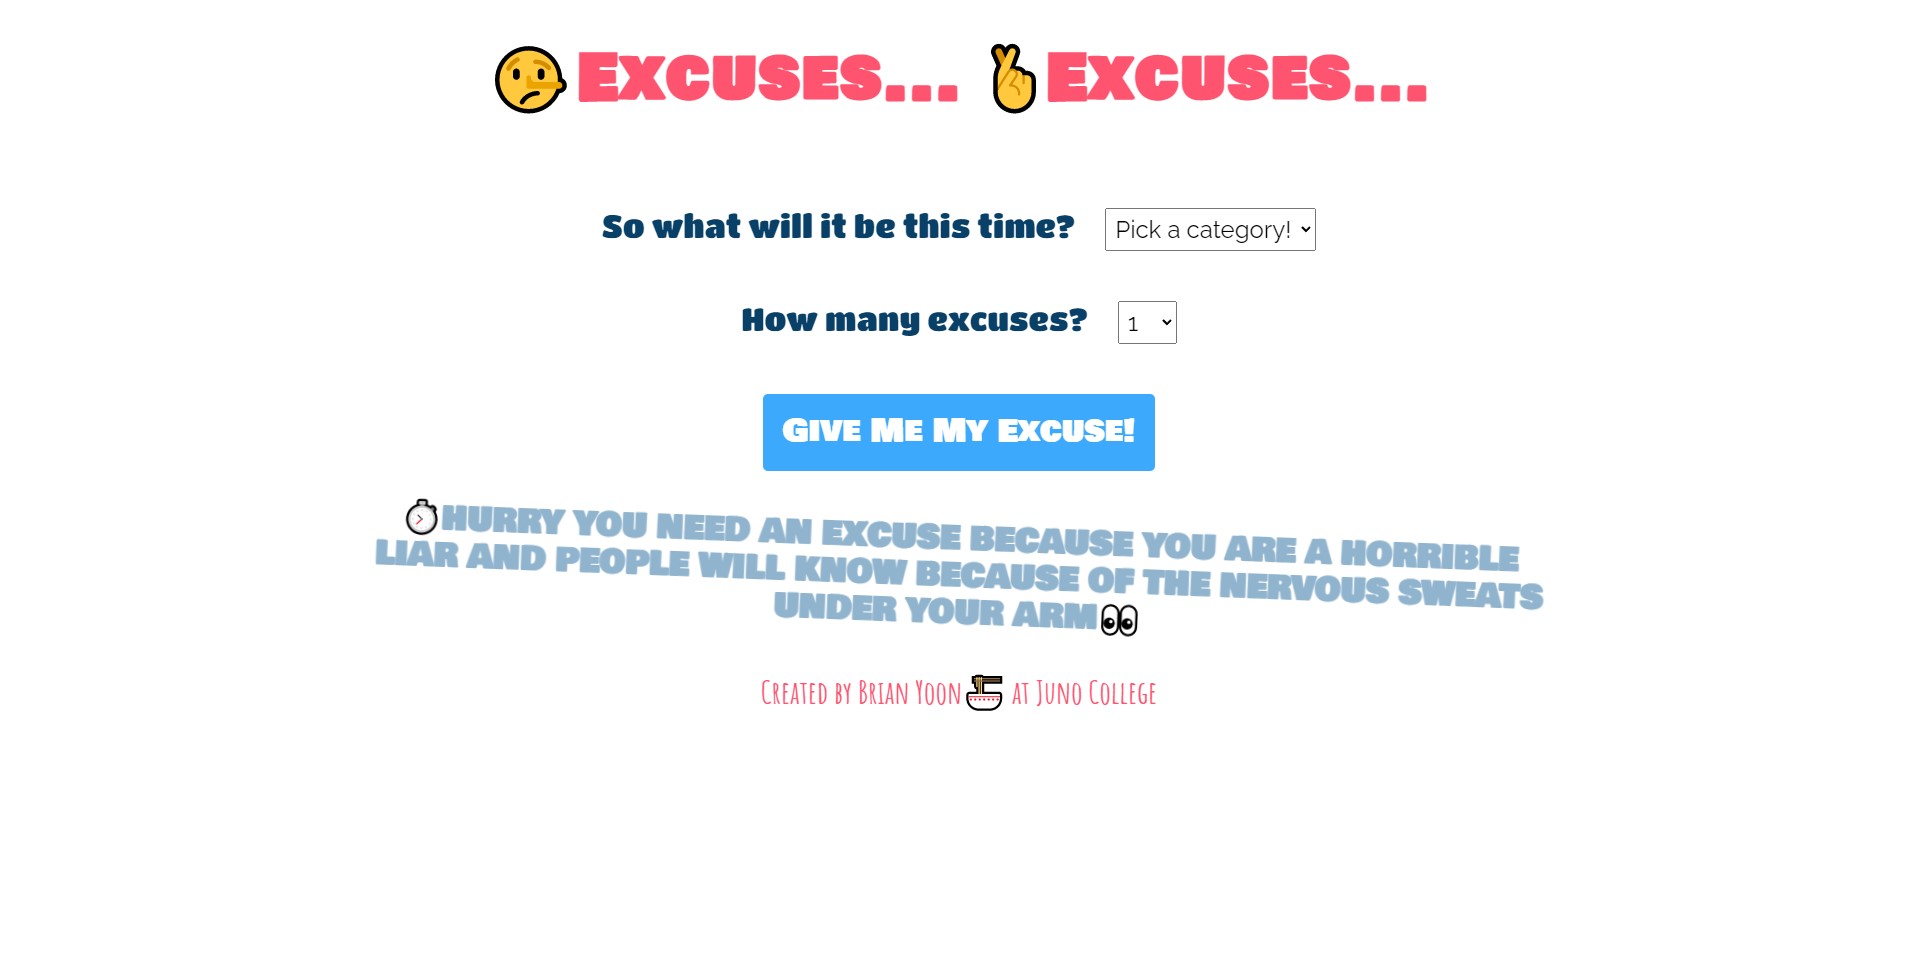 🤥Excuses... 🤞Excuses...
So what will it be this time? Pick a category!
How many excuses? 1
Give Me My Excuse!
⏱HURRY YOU NEED AN EXCUSE BECAUSE YOU ARE A HORRIBLE
LIAR AND PEOPLE WILL KNOW BECAUSE OF THE NERVOUS SWEATS
UNDER YOUR ARM👀
Created by Brian Yoon🍜 at Juno College